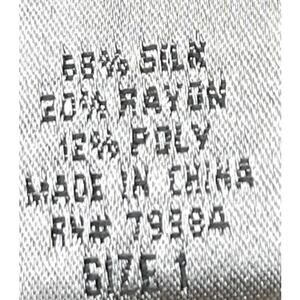 68% SILK
20% RAYON
12% POLY
MADE IN CHINA
RN# 79384
SIZE 1